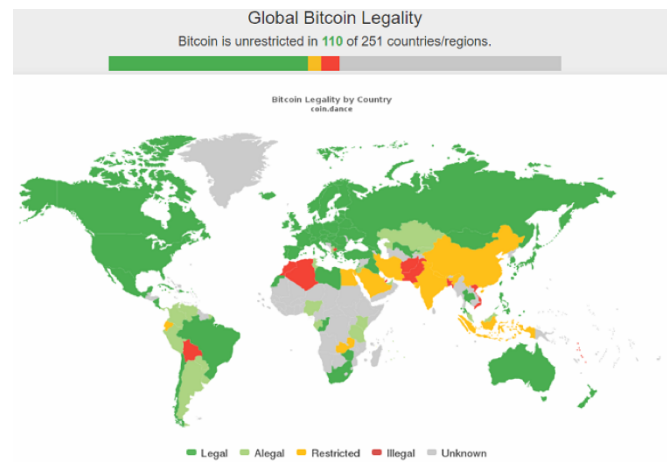 Global Bitcoin Legality
Bitcoin is unrestricted in 110 of 251 countries/regions.
Bitcoin Legality by Country
coin.dance
Legal Alegal Restricted Illegal Unknown